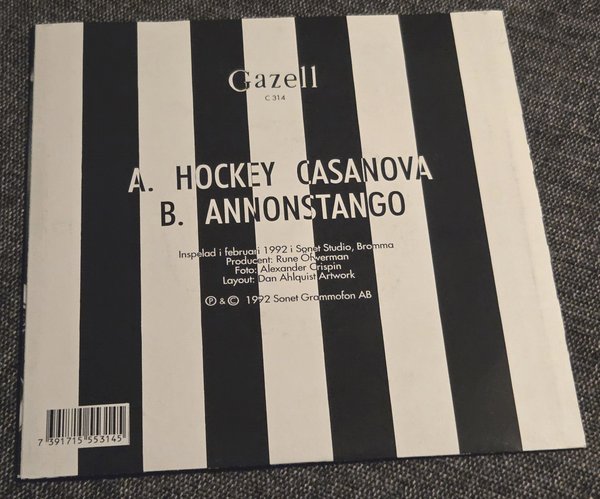 Gazell
C 314
A. HOCKEY CASANOVA
B. ANNONSTANGO
Inspelad i februari 1992 i Sonet Studio, Bromma
Producent: Rune Öfwerman
Foto: Alexander Crispin
Layout: Dan Ahlquist Artwork
℗ & © 1992 Sonet Grammofon AB
7 391715 553145